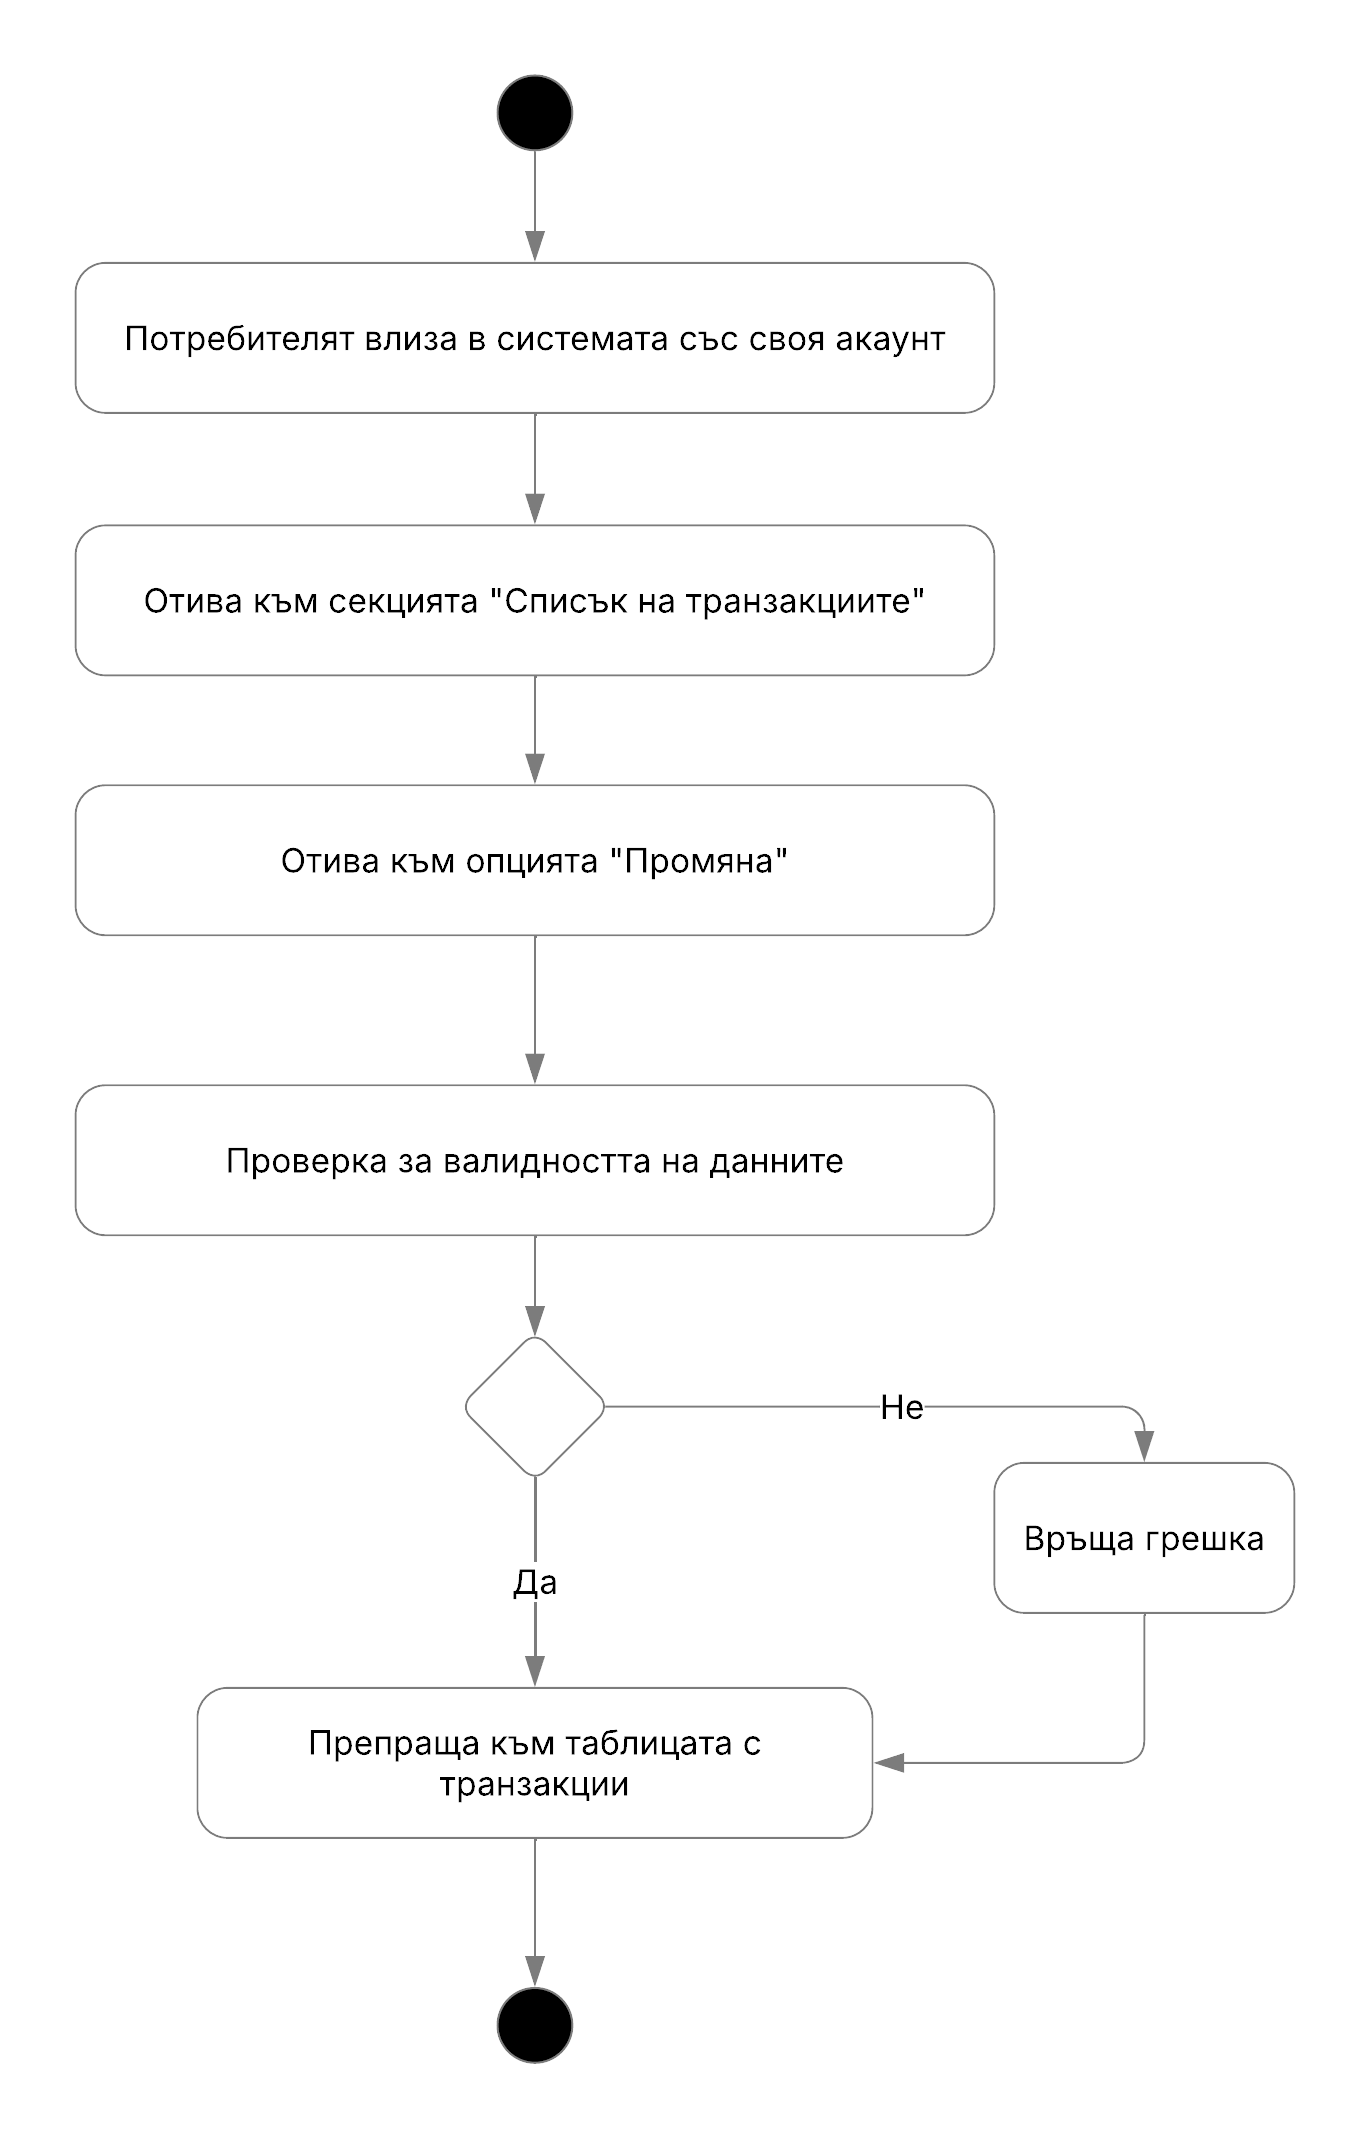 Потребителят влиза в системата със своя акаунт
Отива към секцията "Списък на транзакциите"
Отива към опцията "Промяна"
Проверка за валидността на данните
Не
Връща грешка
Да
Препраща към таблицата с
транзакции